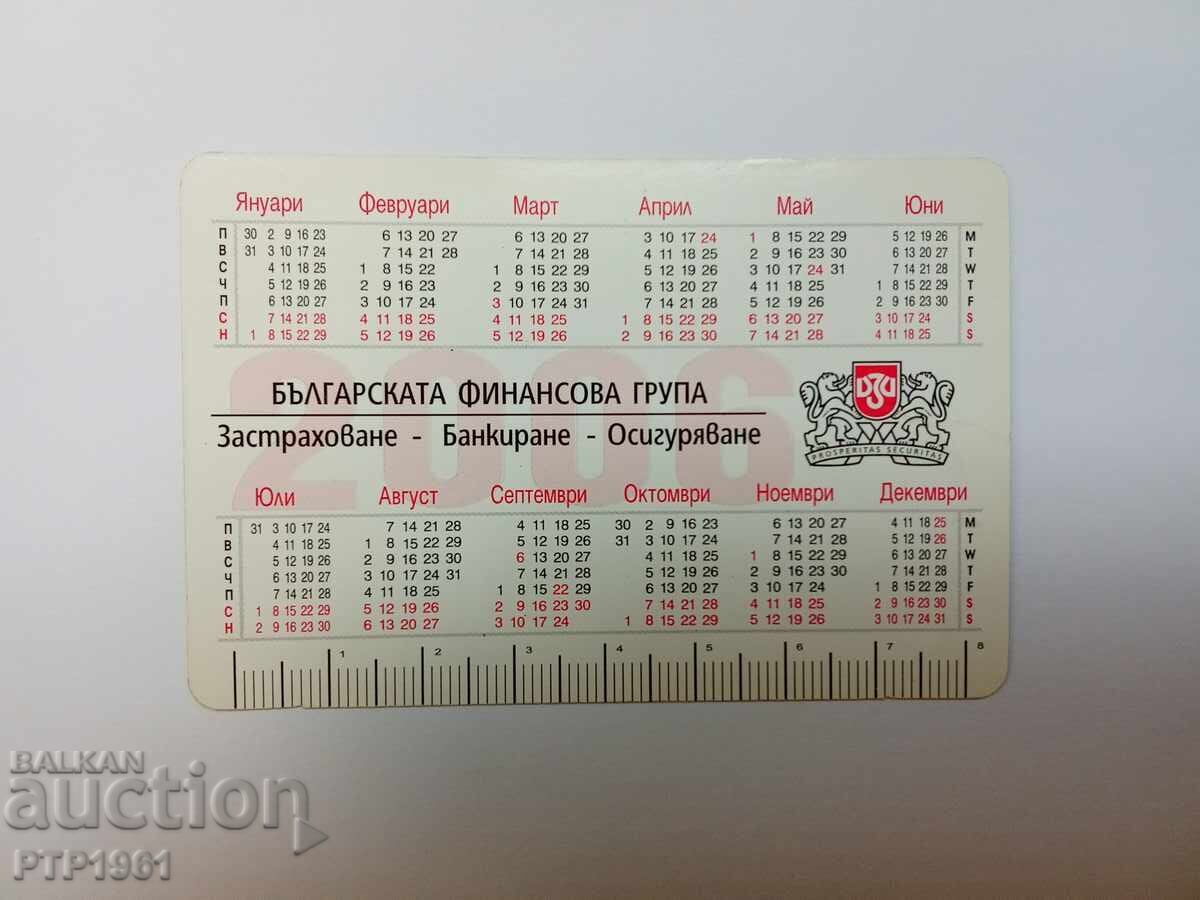 Януари Февруари Март Април Май Юни
П 30 2 9 16 23 6 13 20 27 6 13 20 27 3 10 17 24 1 8 15 22 29 5 12 19 26 M
В 31 3 10 17 24 7 14 21 28 7 14 21 28 4 11 18 25 2 9 16 23 30 6 13 20 27 T
С 4 11 18 25 1 8 15 22 1 8 15 22 29 5 12 19 26 3 10 17 24 31 7 14 21 28 W
Ч 5 12 19 26 2 9 16 23 2 9 16 23 30 6 13 20 27 4 11 18 25 1 8 15 22 29 T
П 6 13 20 27 3 10 17 24 3 10 17 24 31 7 14 21 28 5 12 19 26 2 9 16 23 30 F
С 7 14 21 28 4 11 18 25 4 11 18 25 1 8 15 22 29 6 13 20 27 3 10 17 24 S
Н 1 8 15 22 29 5 12 19 26 5 12 19 26 2 9 16 23 30 7 14 21 28 4 11 18 25 S
2006
БЪЛГАРСКАТА ФИНАНСОВА ГРУПА
Застраховане - Банкиране - Осигуряване
ДЗИ
PROSPERITAS SECURITAS
Юли Август Септември Октомври Ноември Декември
П 31 3 10 17 24 7 14 21 28 4 11 18 25 30 2 9 16 23 6 13 20 27 4 11 18 25 M
В 4 11 18 25 1 8 15 22 29 5 12 19 26 31 3 10 17 24 7 14 21 28 5 12 19 26 T
С 5 12 19 26 2 9 16 23 30 6 13 20 27 4 11 18 25 1 8 15 22 29 6 13 20 27 W
Ч 6 13 20 27 3 10 17 24 31 7 14 21 28 5 12 19 26 2 9 16 23 30 7 14 21 28 T
П 7 14 21 28 4 11 18 25 1 8 15 22 29 6 13 20 27 3 10 17 24 1 8 15 22 29 F
С 1 8 15 22 29 5 12 19 26 2 9 16 23 30 7 14 21 28 4 11 18 25 2 9 16 23 30 S
Н 2 9 16 23 30 6 13 20 27 3 10 17 24 1 8 15 22 29 5 12 19 26 3 10 17 24 31 S
1 2 3 4 5 6 7 8
BALKAN
auction
PTP1961